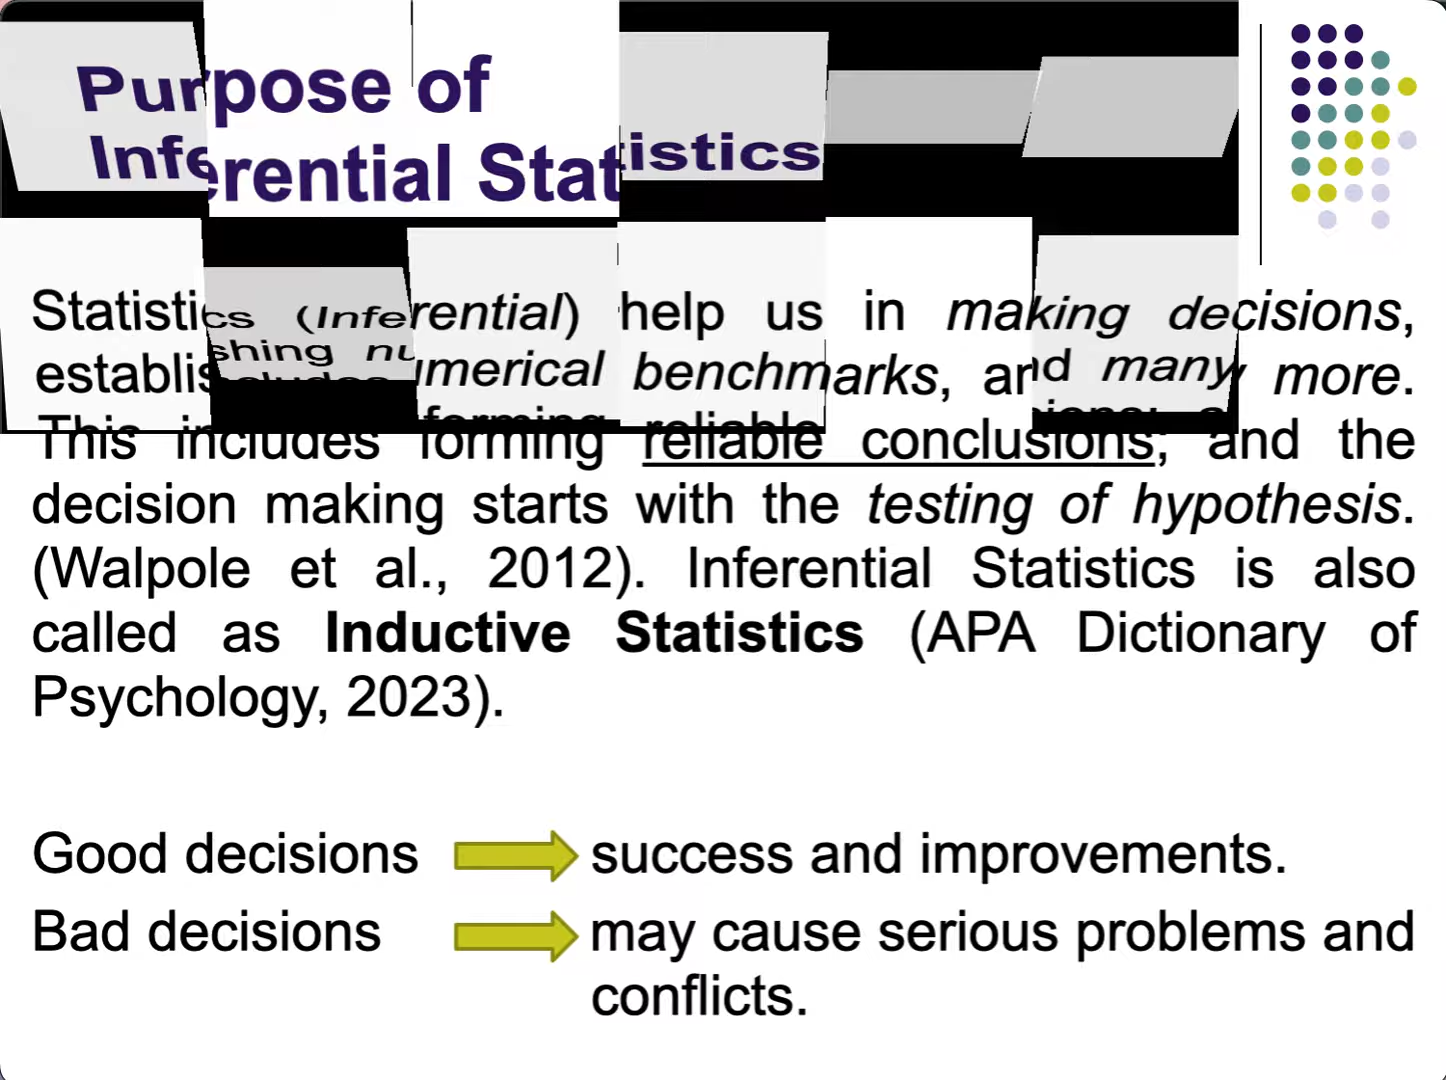 Purpose of
Inferential Statistics
Statistics (Inferential) help us in making decisions,
establishing numerical benchmarks, and many more.
This includes forming reliable conclusions; and the
decision making starts with the testing of hypothesis.
(Walpole et al., 2012). Inferential Statistics is also
called as Inductive Statistics (APA Dictionary of
Psychology, 2023).
Good decisions success and improvements.
Bad decisions may cause serious problems and
conflicts.